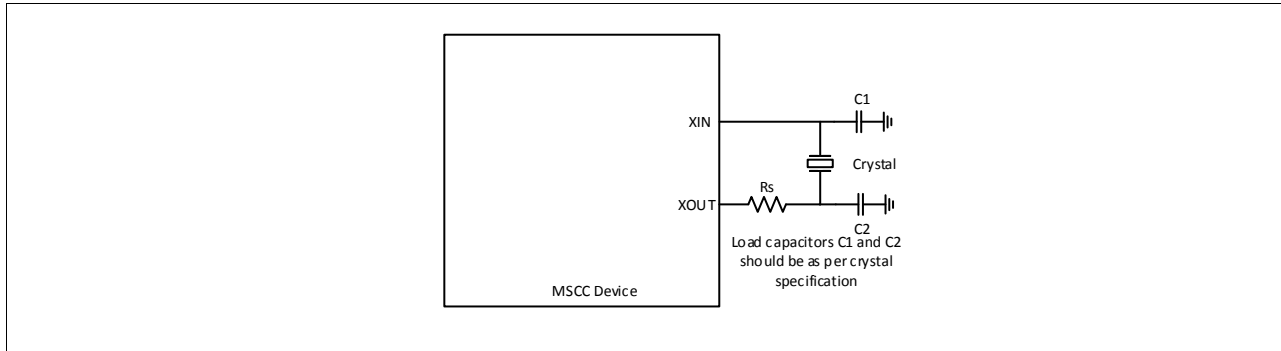 C1
XIN
Crystal
Rs
XOUT
C2
Load capacitors C1 and C2
should be as per crystal
specification
MSCC Device